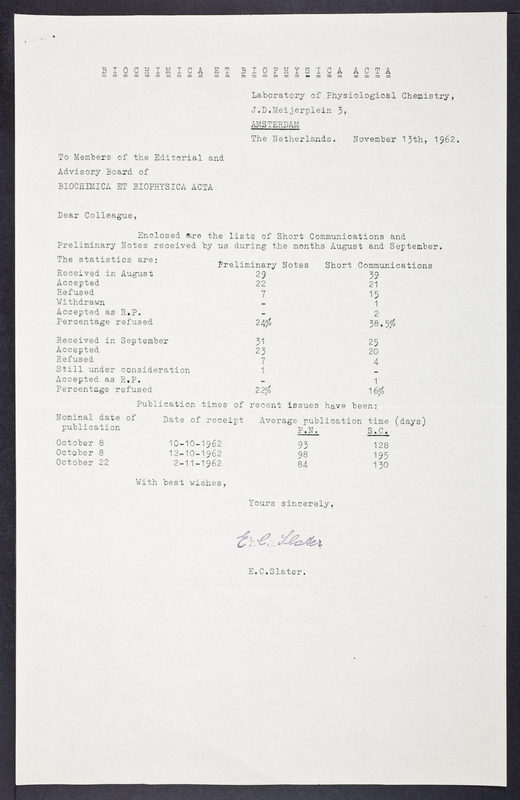 BIOCHIMICA ET BIOPHYSICA ACTA
Laboratory of Physiological Chemistry,
J.D.Meijerplein 3,
AMSTERDAM
The Netherlands. November 13th, 1962.
To Members of the Editorial and
Advisory Board of
BIOCHIMICA ET BIOPHYSICA ACTA
Dear Colleague,
Enclosed are the lists of Short Communications and
Preliminary Notes received by us during the months August and September.
The statistics are:
Preliminary Notes Short Communications
Received in August 29 39
Accepted 22 21
Refused 7 15
Withdrawn - 1
Accepted as R.P. - 2
Percentage refused 24% 38.5%
Received in September 31 25
Accepted 23 20
Refused 7 4
Still under consideration 1 -
Accepted as R.P. - 1
Percentage refused 22% 16%
Publication times of recent issues have been:
Nominal date of Date of receipt Average publication time (days)
publication P.N. S.C.
October 8 10-10-1962 93 128
October 8 12-10-1962 98 195
October 22 2-11-1962 84 130
With best wishes,
Yours sincerely,
E.C. Slater
E.C.Slater.